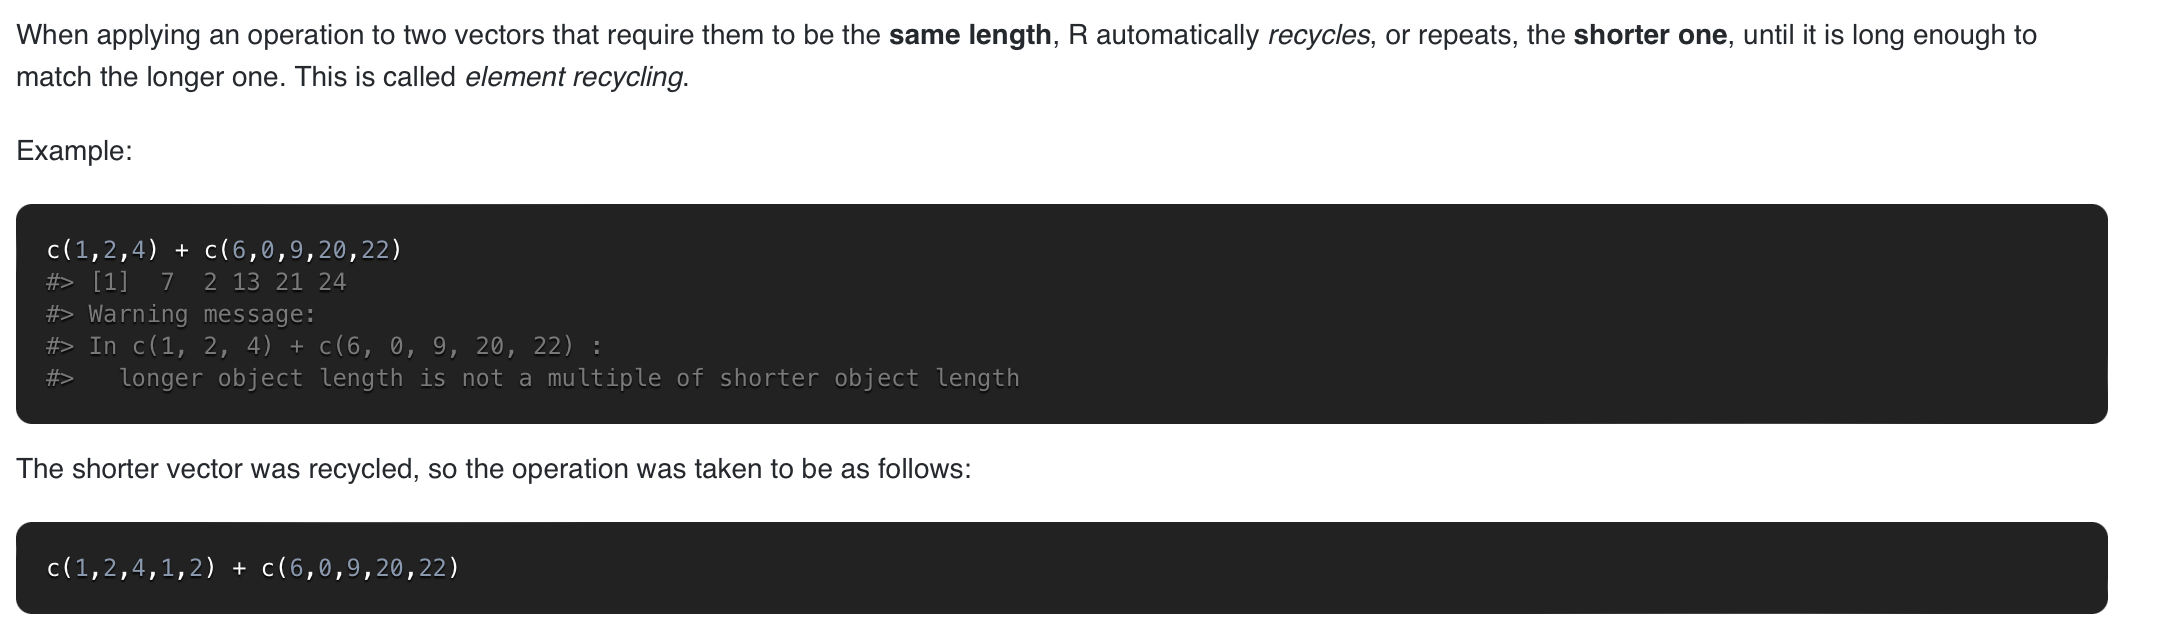 When applying an operation to two vectors that require them to be the same length, R automatically recycles, or repeats, the shorter one, until it is long enough to
match the longer one. This is called element recycling.
Example:
c(1,2,4) + c(6,0,9,20,22)
#> [1]  7  2 13 21 24
#> Warning message:
#> In c(1, 2, 4) + c(6, 0, 9, 20, 22) :
#>   longer object length is not a multiple of shorter object length
The shorter vector was recycled, so the operation was taken to be as follows:
c(1,2,4,1,2) + c(6,0,9,20,22)